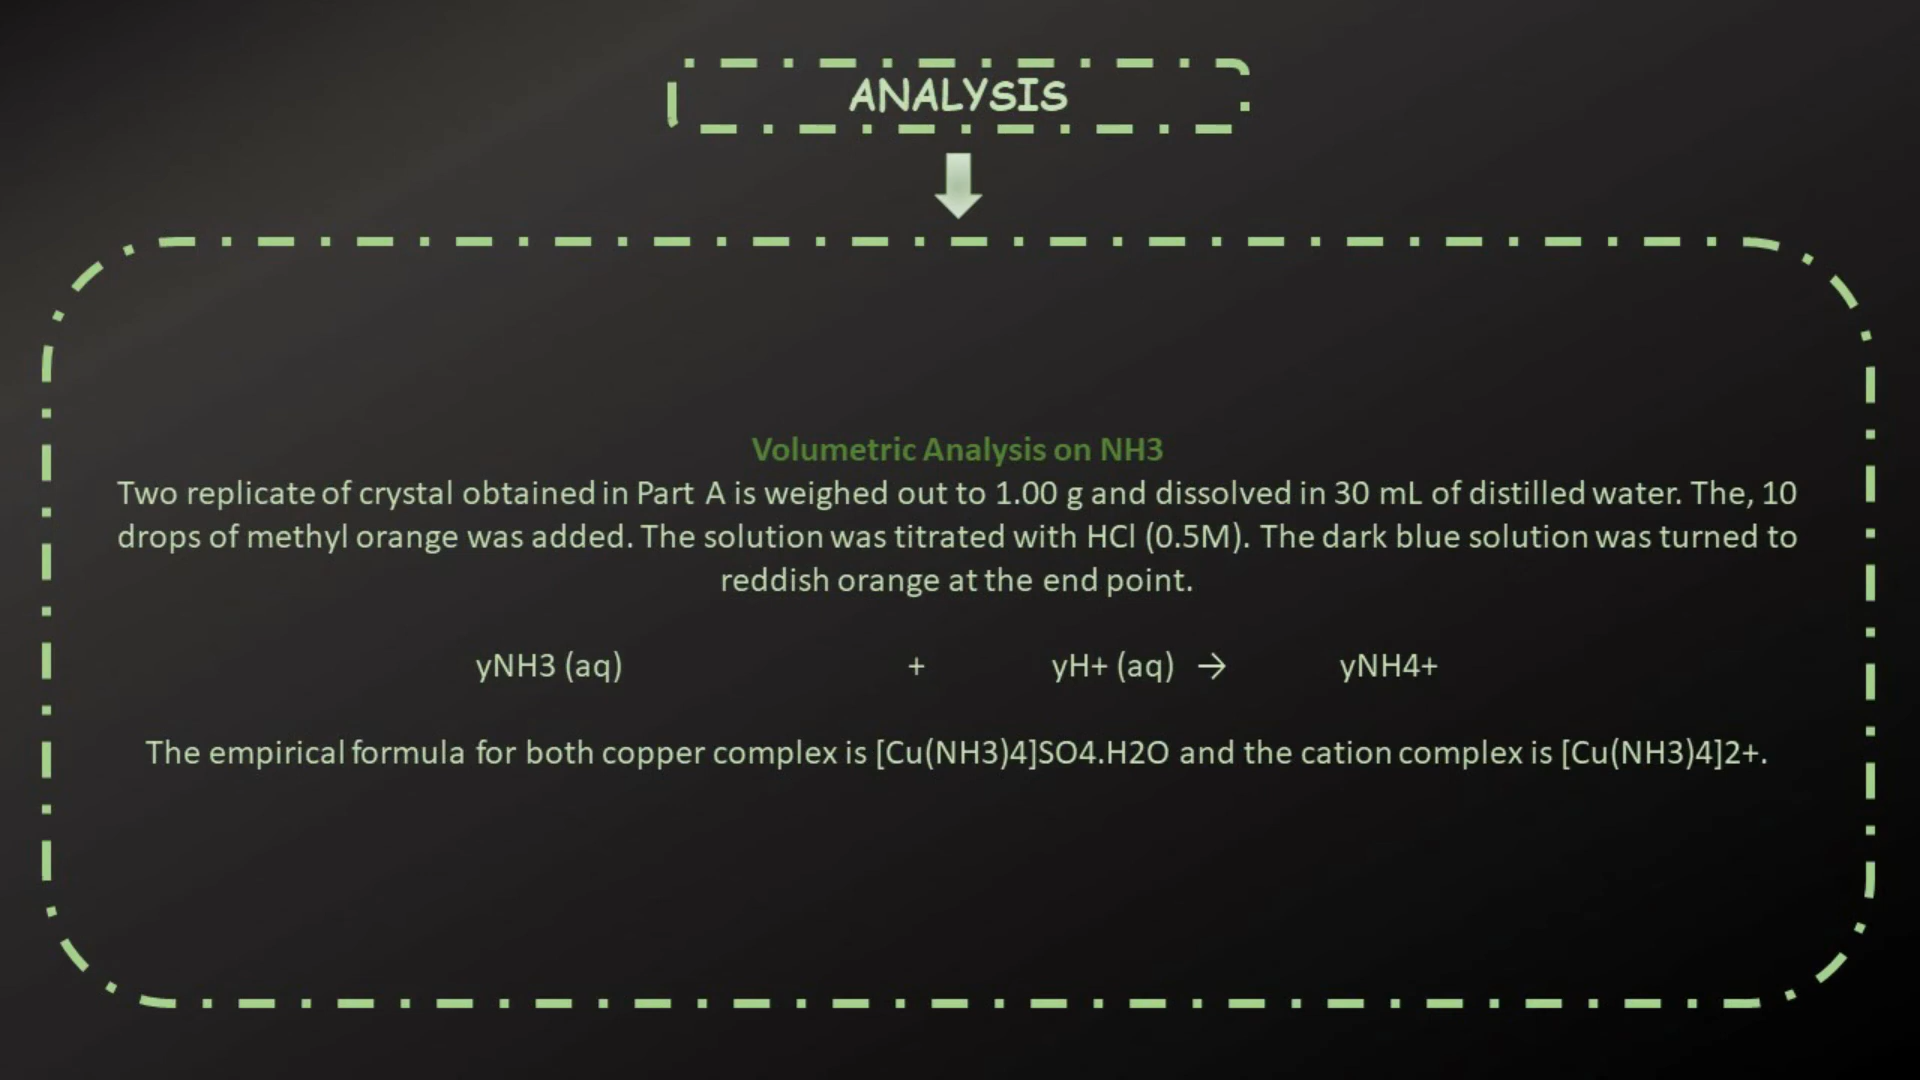 ANALYSIS
Volumetric Analysis on NH3
Two replicate of crystal obtained in Part A is weighed out to 1.00 g and dissolved in 30 mL of distilled water. The, 10
drops of methyl orange was added. The solution was titrated with HCl (0.5M). The dark blue solution was turned to
reddish orange at the end point.
yNH3 (aq) + yH+ (aq) → yNH4+
The empirical formula for both copper complex is [Cu(NH3)4]SO4.H2O and the cation complex is [Cu(NH3)4]2+.